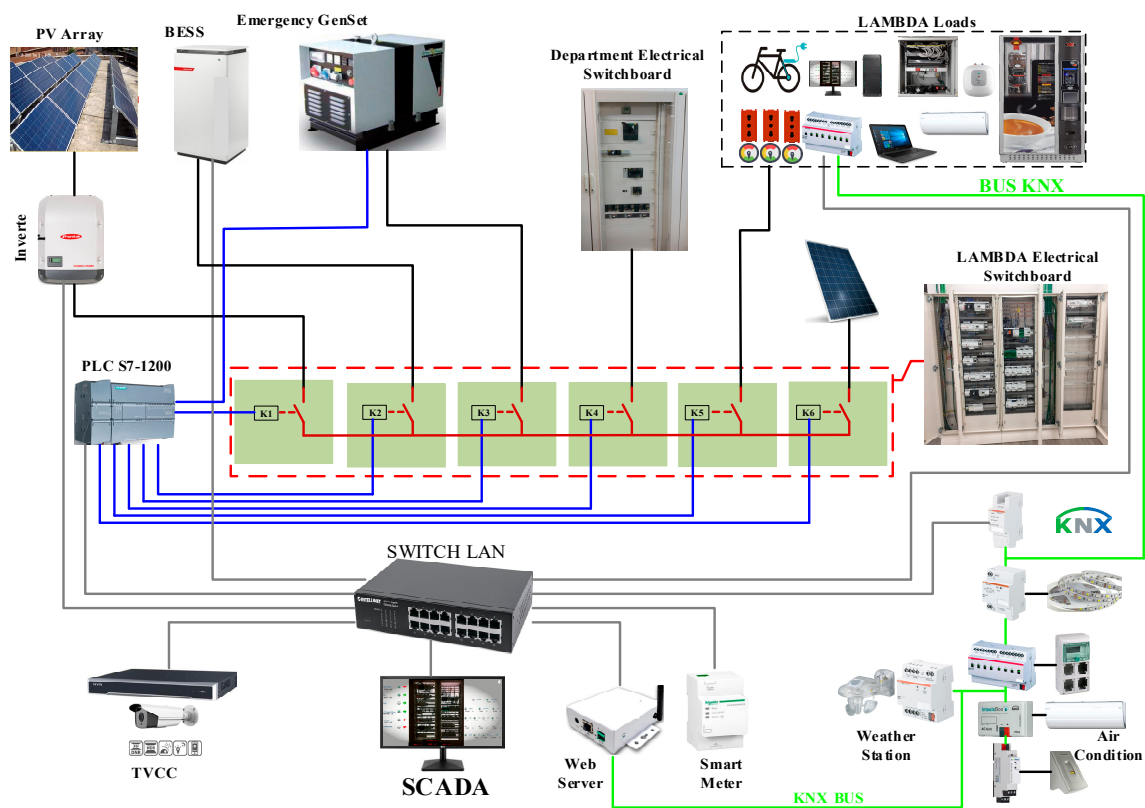 PV Array
BESS
Emergency GenSet
LAMBDA Loads
Department Electrical
Switchboard
BUS KNX
Inverte
LAMBDA Electrical
Switchboard
PLC S7-1200
K1
K2
K3
K4
K5
K6
KNX
SWITCH LAN
TVCC
SCADA
Web
Server
Smart
Meter
Weather
Station
Air
Condition
KNX BUS